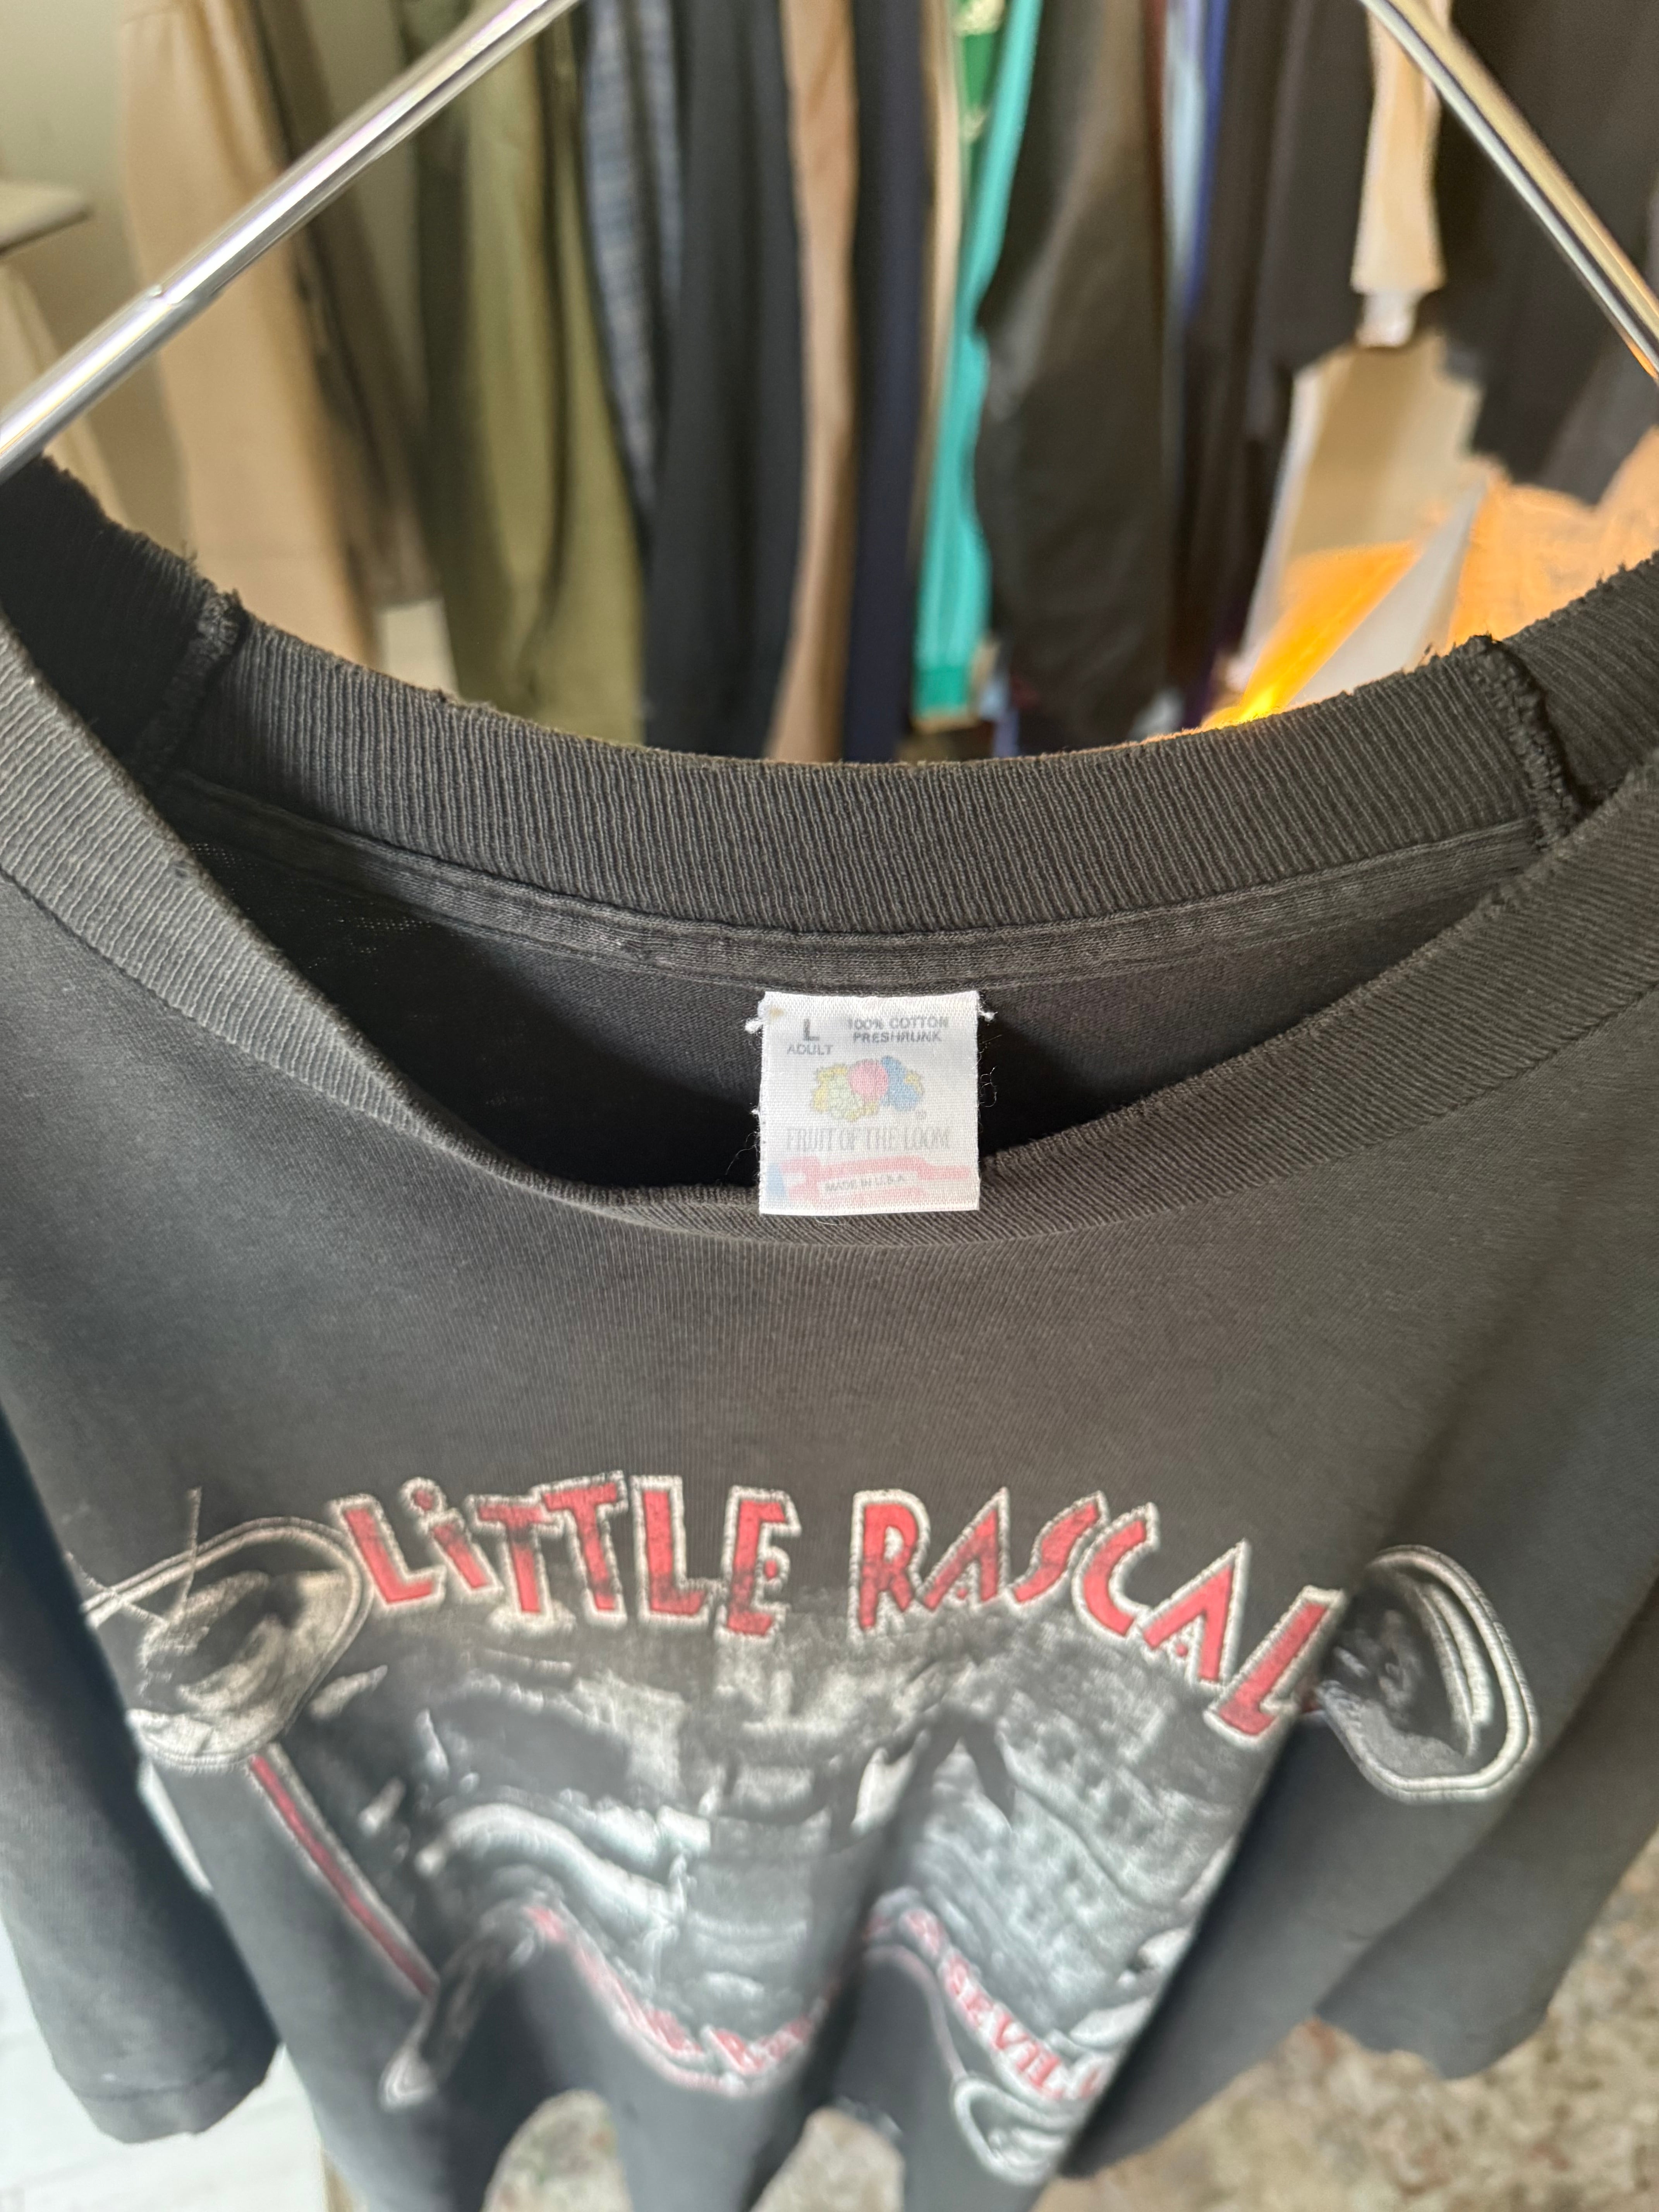 L 100% COTTON
ADULT PRESHRUNK
FRUIT OF THE LOOM
MADE IN U.S.A.
LiTTLE RASCAL